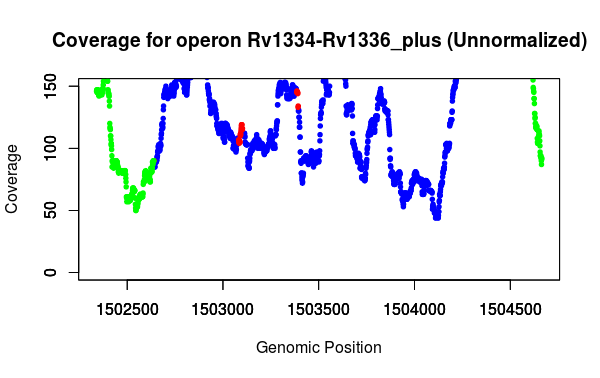 Coverage for operon Rv1334-Rv1336_plus (Unnormalized)
150
100
50
0
Coverage
1502500 1503000 1503500 1504000 1504500
Genomic Position